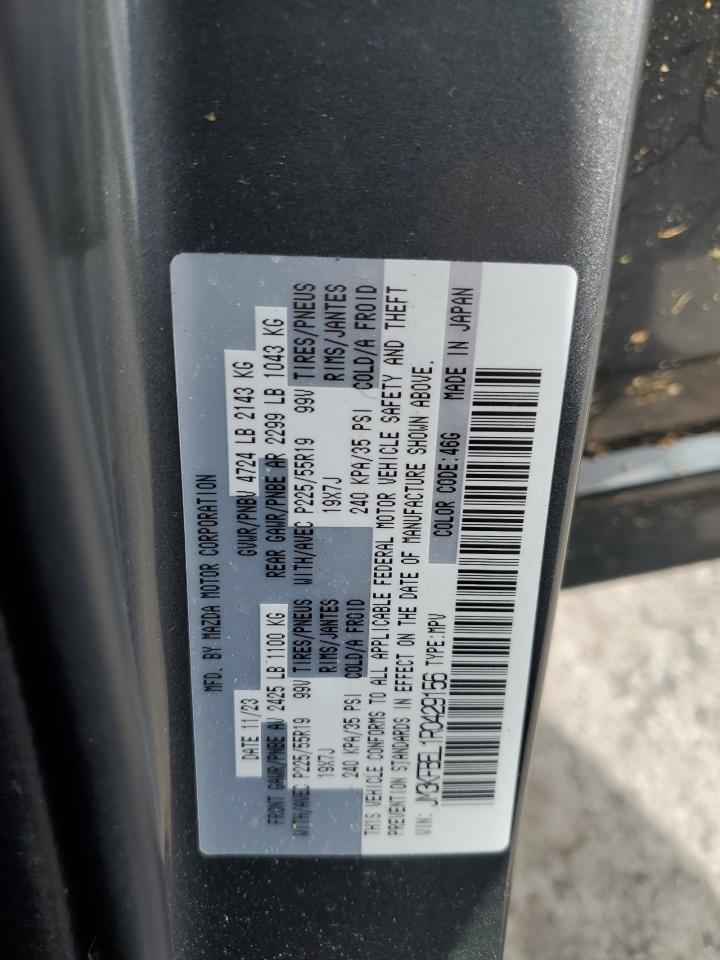 MFD. BY MAZDA MOTOR CORPORATION
DATE 11/23 GVWR/PNBV 4724 LB 2143 KG
FRONT GAWR/PNBE AV 2425 LB 1100 KG REAR GAWR/PNBE AR 2299 LB 1043 KG
WITH/AVEC P225/55R19 99V TIRES/PNEUS WITH/AVEC P225/55R19 99V TIRES/PNEUS
19X7J RIMS/JANTES 19X7J RIMS/JANTES
240 KPA/35 PSI COLD/A FROID 240 KPA/35 PSI COLD/A FROID
THIS VEHICLE CONFORMS TO ALL APPLICABLE FEDERAL MOTOR VEHICLE SAFETY AND THEFT
PREVENTION STANDARDS IN EFFECT ON THE DATE OF MANUFACTURE SHOWN ABOVE.
VIN: JM3KFBEL1R0429156 TYPE:MPV COLOR CODE:46G MADE IN JAPAN